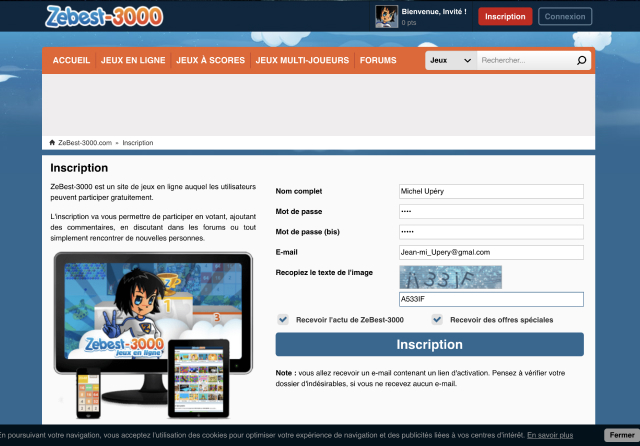 Zebest-3000
Bienvenue, Invité !
0 pts
Inscription
Connexion
ACCUEIL
JEUX EN LIGNE
JEUX À SCORES
JEUX MULTI-JOUEURS
FORUMS
Jeux
Rechercher...
ZeBest-3000.com » Inscription
Inscription
ZeBest-3000 est un site de jeux en ligne auquel les utilisateurs
peuvent participer gratuitement.
L'inscription va vous permettre de participer en votant, ajoutant
des commentaires, en discutant dans les forums ou tout
simplement rencontrer de nouvelles personnes.
Zebest-3000
Jeux en ligne
2
1
3
Nom complet
Michel Upéry
Mot de passe
••••
Mot de passe (bis)
•••••
E-mail
Jean-mi_Upery@gmal.com
Recopiez le texte de l'image
A533IF
Recevoir l'actu de ZeBest-3000
Recevoir des offres spéciales
Inscription
Note : vous allez recevoir un e-mail contenant un lien d'activation. Pensez à vérifier votre
dossier d'indésirables, si vous ne recevez aucun e-mail.
En poursuivant votre navigation, vous acceptez l'utilisation des cookies pour optimiser votre expérience de navigation et des publicités liées à vos centres d'intérêt. En savoir plus
Fermer